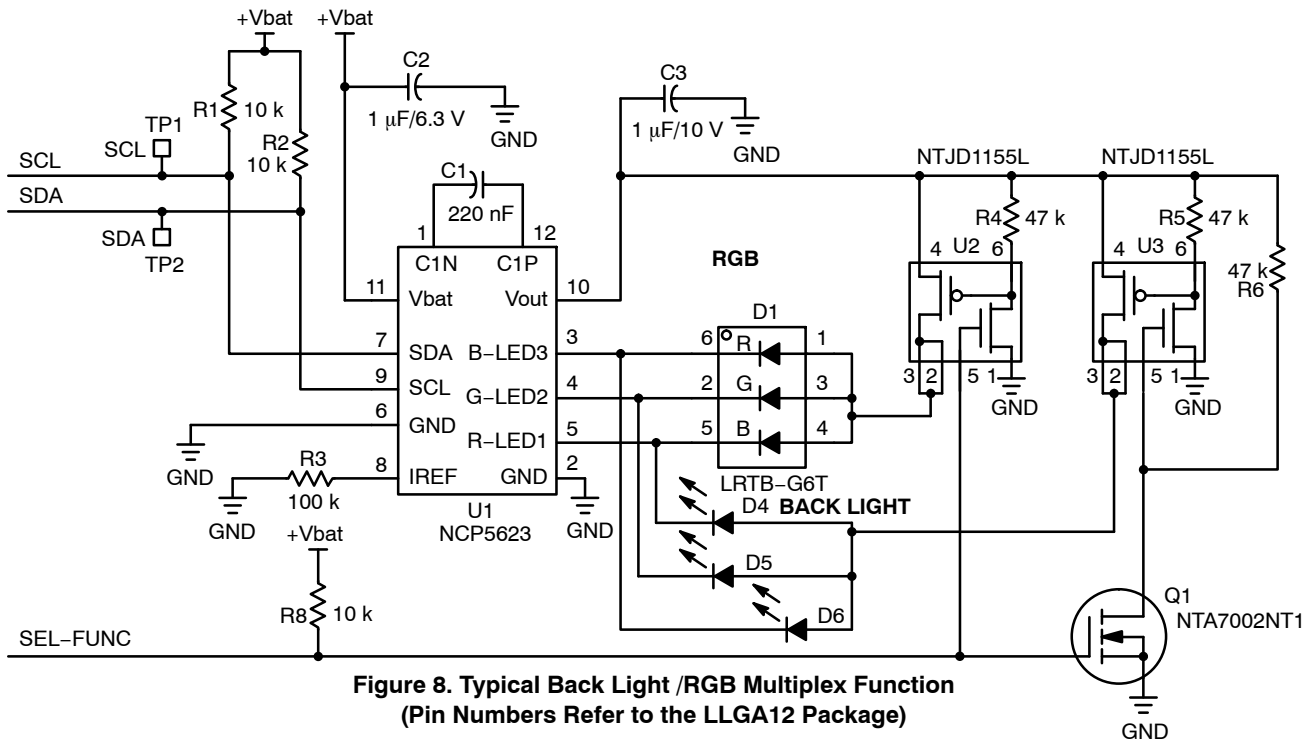 +Vbat
+Vbat
C2
1 μF/6.3 V
GND
C3
1 μF/10 V
GND
R1
10 k
TP1
SCL
R2
10 k
SCL
SDA
SDA
TP2
C1
220 nF
1
12
C1N
C1P
11
Vbat
Vout
10
7
SDA
B−LED3
3
9
SCL
G−LED2
4
6
GND
R−LED1
5
8
IREF
GND
2
GND
GND
R3
100 k
GND
U1
NCP5623
RGB
D1
6
R
1
2
G
3
5
B
4
LRTB−G6T
D4
BACK LIGHT
D5
D6
NTJD1155L
R4
47 k
4
U2
6
3
2
5
1
GND
NTJD1155L
R5
47 k
4
U3
6
3
2
5
1
GND
47 k
R6
+Vbat
R8
10 k
SEL−FUNC
Q1
NTA7002NT1
GND
Figure 8. Typical Back Light /RGB Multiplex Function
(Pin Numbers Refer to the LLGA12 Package)